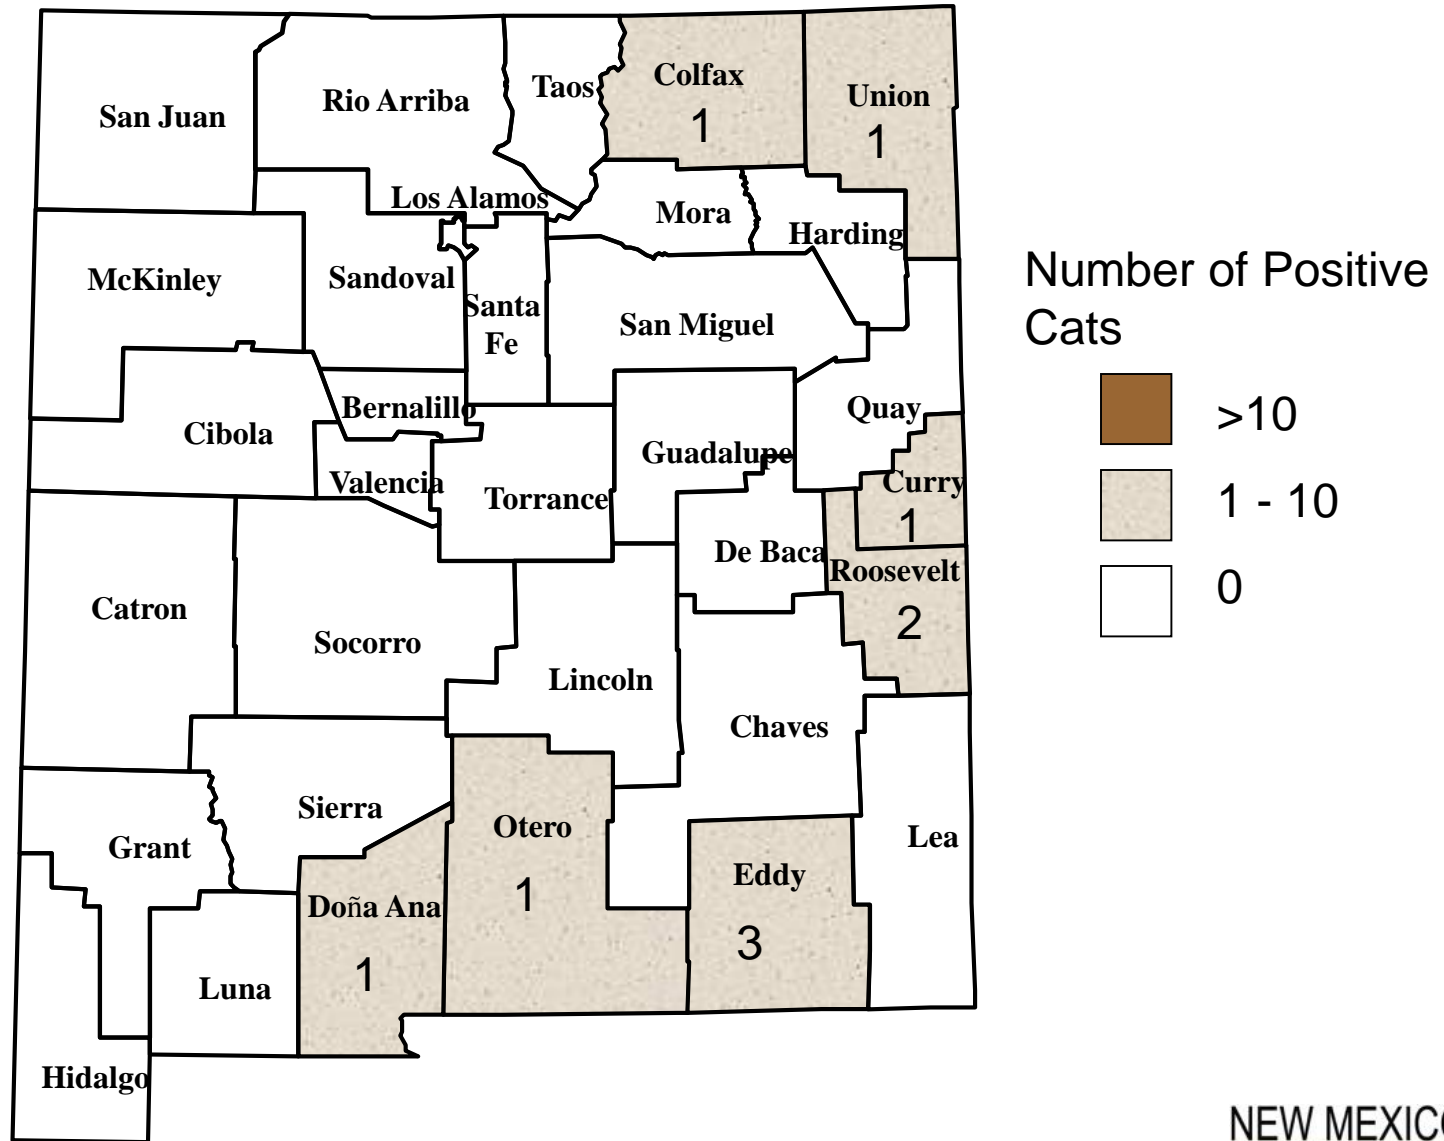 Colfax
1
Union
1
Taos
Rio Arriba
San Juan
Los Alamos
Mora
Harding
McKinley
Sandoval
Santa
Fe
San Miguel
Number of Positive
Cats
>10
1 - 10
0
Bernalillo
Quay
Cibola
Guadalupe
Valencia
Torrance
Curry
1
De Baca
Roosevelt
2
Catron
Socorro
Lincoln
Chaves
Sierra
Otero
1
Lea
Grant
Eddy
3
Doña Ana
1
Luna
Hidalgo
NEW MEXICO